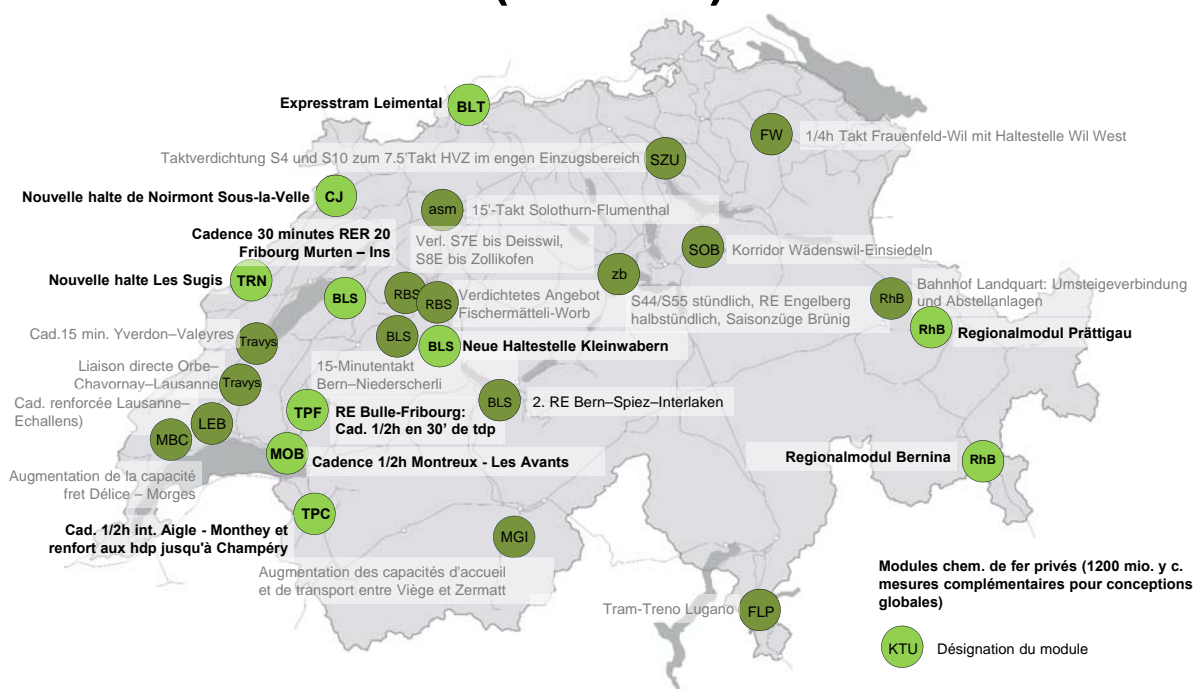 Expresstram Leimental
BLT
FW
1/4h Takt Frauenfeld-Wil mit Haltestelle Wil West
Taktverdichtung S4 und S10 zum 7.5'Takt HVZ im engen Einzugsbereich
SZU
Nouvelle halte de Noirmont Sous-la-Velle
CJ
asm
15'-Takt Solothurn-Flumenthal
Cadence 30 minutes RER 20
Fribourg Murten – Ins
BLS
Verl. S7E bis Deisswil,
S8E bis Zollikofen
RBS
SOB
Korridor Wädenswil-Einsiedeln
Nouvelle halte Les Sugis
TRN
zb
S44/S55 stündlich, RE Engelberg
halbstündlich, Saisonzüge Brünig
RBS
Verdichtetes Angebot
Fischermätteli-Worb
RhB
Bahnhof Landquart: Umsteigeverbindung
und Abstellanlagen
RhB
Regionalmodul Prättigau
Cad.15 min. Yverdon–Valeyres
Travys
BLS
15-Minutentakt
Bern–Niederscherli
BLS
Neue Haltestelle Kleinwabern
Liaison directe Orbe–
Chavornay–Lausanne
Travys
BLS
2. RE Bern–Spiez–Interlaken
Cad. renforcée Lausanne–
Echallens)
LEB
TPF
RE Bulle-Fribourg:
Cad. 1/2h en 30' de tdp
MBC
Augmentation de la capacité
fret Délice – Morges
MOB
Cadence 1/2h Montreux - Les Avants
Regionalmodul Bernina
RhB
Cad. 1/2h int. Aigle - Monthey et
renfort aux hdp jusqu'à Champéry
TPC
MGI
Augmentation des capacités d'accueil
et de transport entre Viège et Zermatt
Tram-Treno Lugano
FLP
Modules chem. de fer privés (1200 mio. y c.
mesures complémentaires pour conceptions
globales)
KTU
Désignation du module